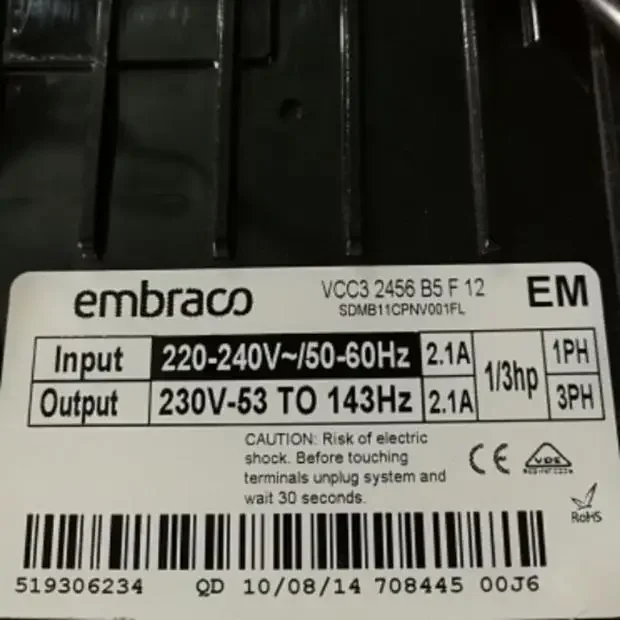 embraco VCC3 2456 B5 F 12 EM
SDMB11CPNV001FL
Input 220-240V~/50-60Hz 2.1A 1/3hp 1PH
Output 230V-53 TO 143Hz 2.1A 3PH
CAUTION: Risk of electric
shock. Before touching
terminals unplug system and
wait 30 seconds.
CE VDE
RoHS
519306234 QD 10/08/14 708445 00J6